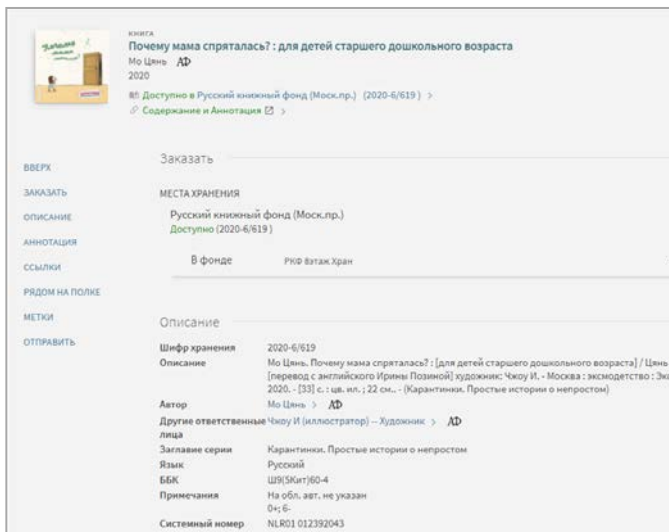 Почему мама спряталась?
КНИГА
Почему мама спряталась? : для детей старшего дошкольного возраста
Мо Цянь АФ
2020
Доступно в Русский книжный фонд (Моск.пр.) (2020-6/619 ) >
Содержание и Аннотация >
ВВЕРХ
ЗАКАЗАТЬ
ОПИСАНИЕ
АННОТАЦИЯ
ССЫЛКИ
РЯДОМ НА ПОЛКЕ
МЕТКИ
ОТПРАВИТЬ
Заказать
МЕСТА ХРАНЕНИЯ
Русский книжный фонд (Моск.пр.)
Доступно (2020-6/619 )
В фонде РКФ 8этаж Хран
Описание
Шифр хранения 2020-6/619
Описание Мо Цянь. Почему мама спряталась? : [для детей старшего дошкольного возраста] / Цянь
[перевод с английского Ирины Позиной] художник: Чжоу И. - Москва : эксмодетство : Эк
2020. - [33] с. : цв. ил. ; 22 см.. - (Карантинки. Простые истории о непростом)
Автор Мо Цянь > АФ
Другие ответственные Чжоу И (иллюстратор) -- Художник > АФ
лица
Заглавие серии Карантинки. Простые истории о непростом
Язык Русский
ББК Ш9(5Кит)60-4
Примечания На обл. авт. не указан
0+; 6-
Системный номер NLR01 012392043